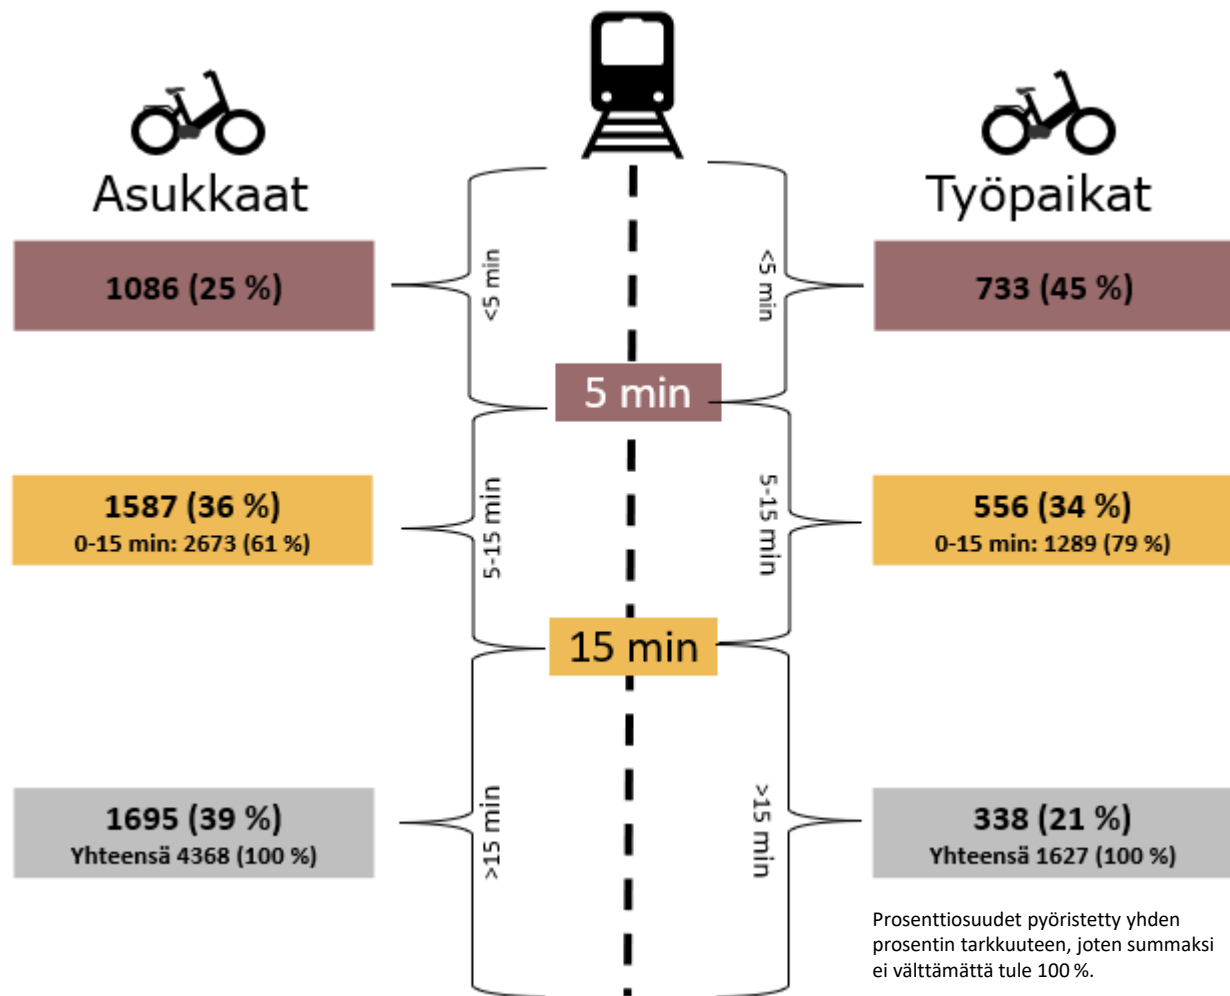 Asukkaat
Työpaikat
1086 (25 %)
<5 min
<5 min
733 (45 %)
5 min
1587 (36 %)
0-15 min: 2673 (61 %)
5-15 min
5-15 min
556 (34 %)
0-15 min: 1289 (79 %)
15 min
1695 (39 %)
Yhteensä 4368 (100 %)
>15 min
>15 min
338 (21 %)
Yhteensä 1627 (100 %)
Prosenttiosuudet pyöristetty yhden
prosentin tarkkuuteen, joten summaksi
ei välttämättä tule 100 %.